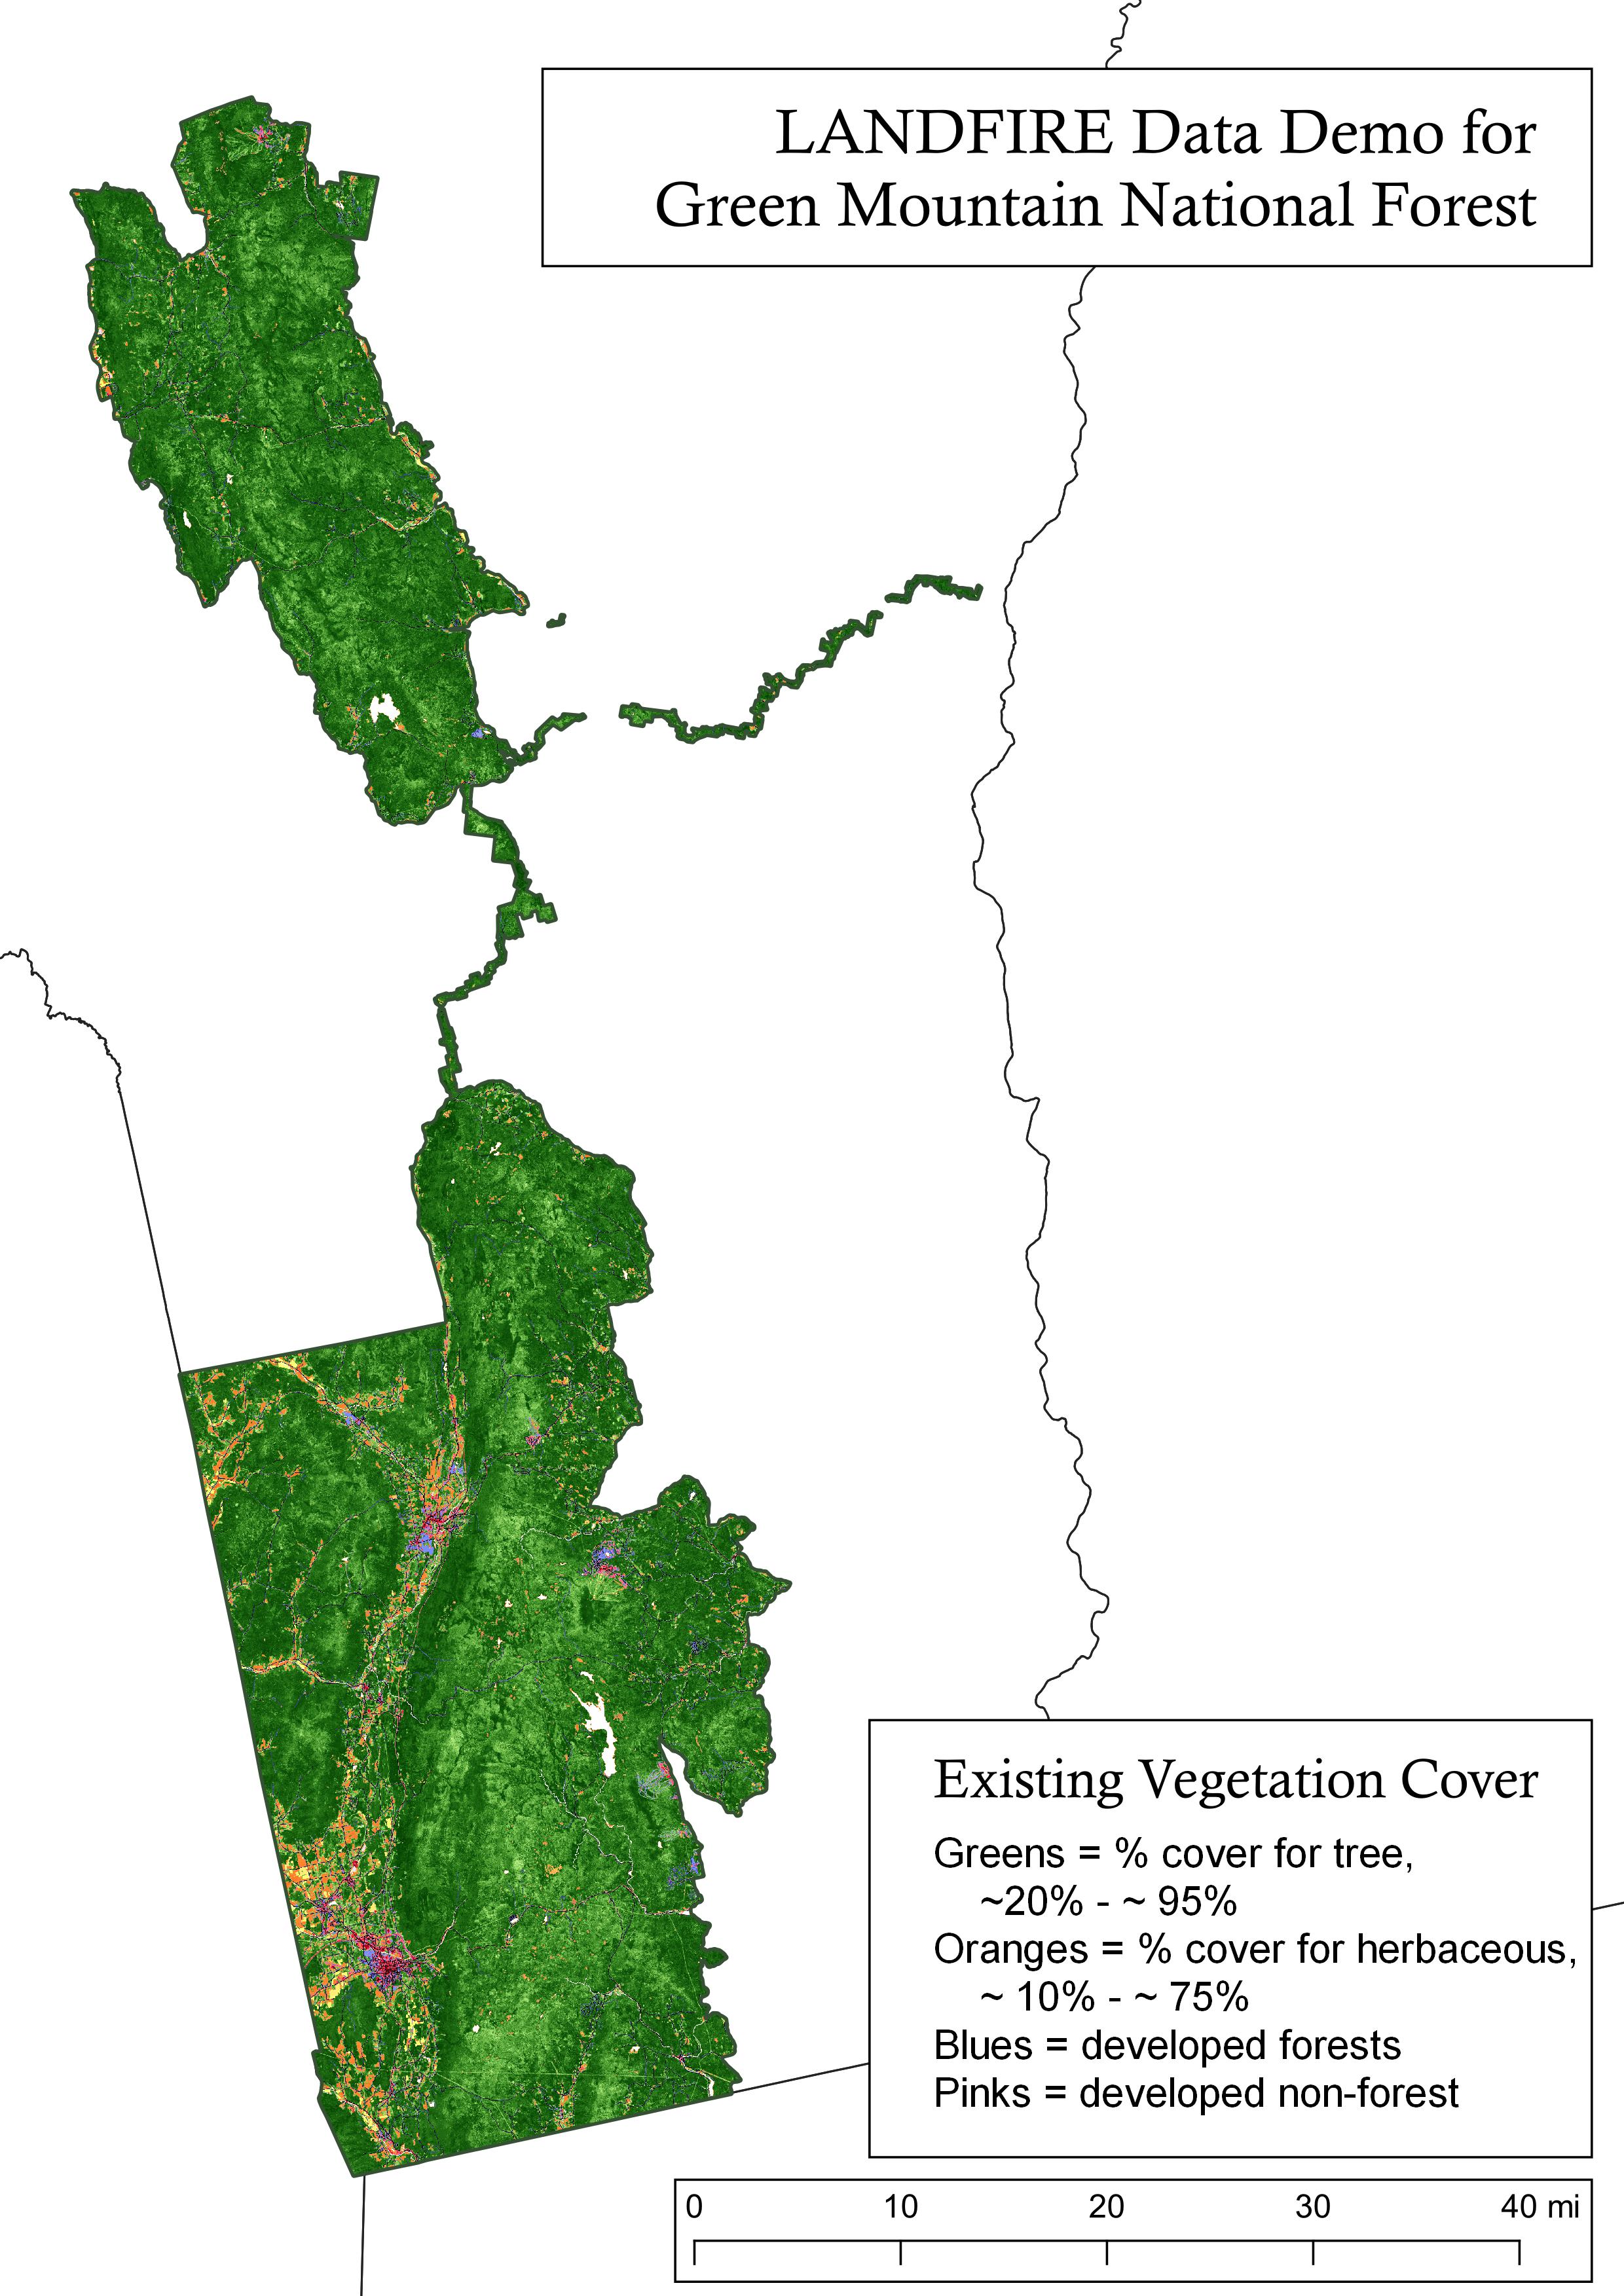 LANDFIRE Data Demo for
Green Mountain National Forest
Existing Vegetation Cover
Greens = % cover for tree,
~20% - ~ 95%
Oranges = % cover for herbaceous,
~ 10% - ~ 75%
Blues = developed forests
Pinks = developed non-forest
0 10 20 30 40 mi